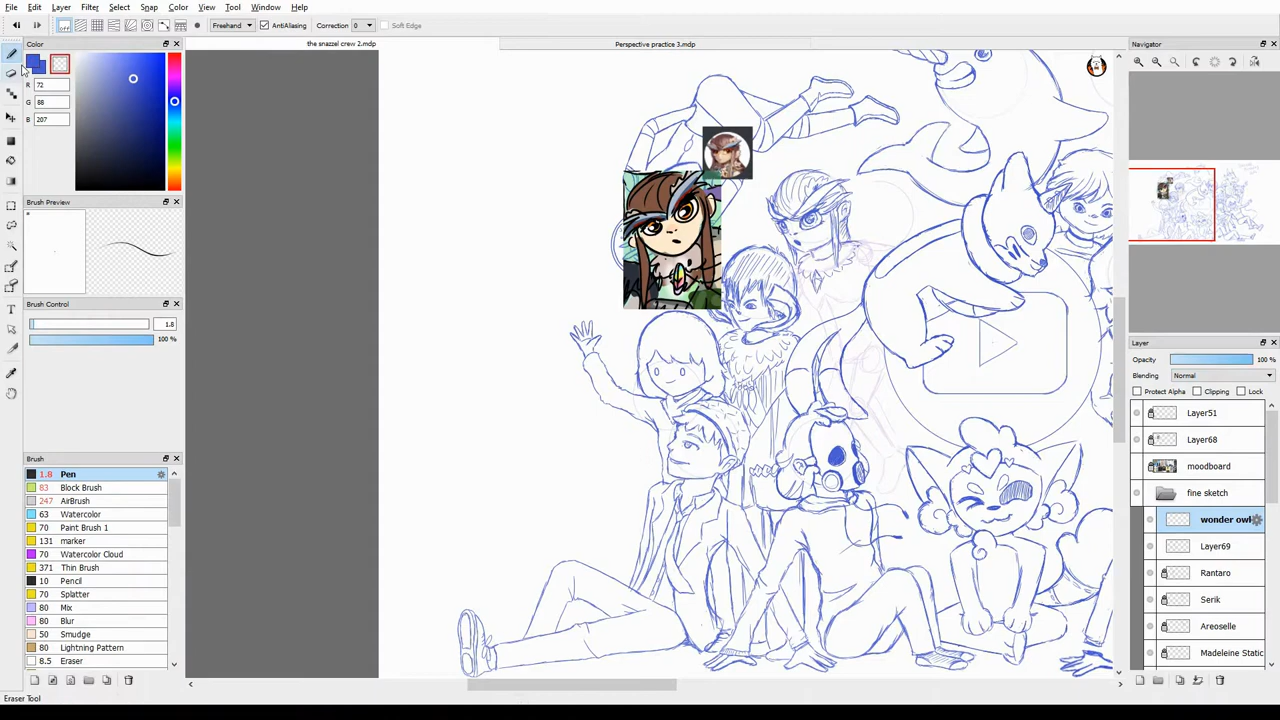 File Edit Layer Filter Select Snap Color View Tool Window Help
Freehand AntiAliasing Correction 0 Soft Edge
Color
the snazzel crew 2.mdp
Perspective practice 3.mdp
Navigator
R 72
G 88
B 207
Brush Preview
Brush Control
1.8
100 %
Layer
Opacity 100 %
Blending Normal
Protect Alpha Clipping Lock
Layer51
Layer68
moodboard
fine sketch
wonder owl
Layer69
Rantaro
Serik
Areoselle
Madeleine Static
Brush
1.8 Pen
83 Block Brush
247 AirBrush
63 Watercolor
70 Paint Brush 1
131 marker
70 Watercolor Cloud
371 Thin Brush
10 Pencil
70 Splatter
80 Mix
80 Blur
50 Smudge
80 Lightning Pattern
8.5 Eraser
Eraser Tool